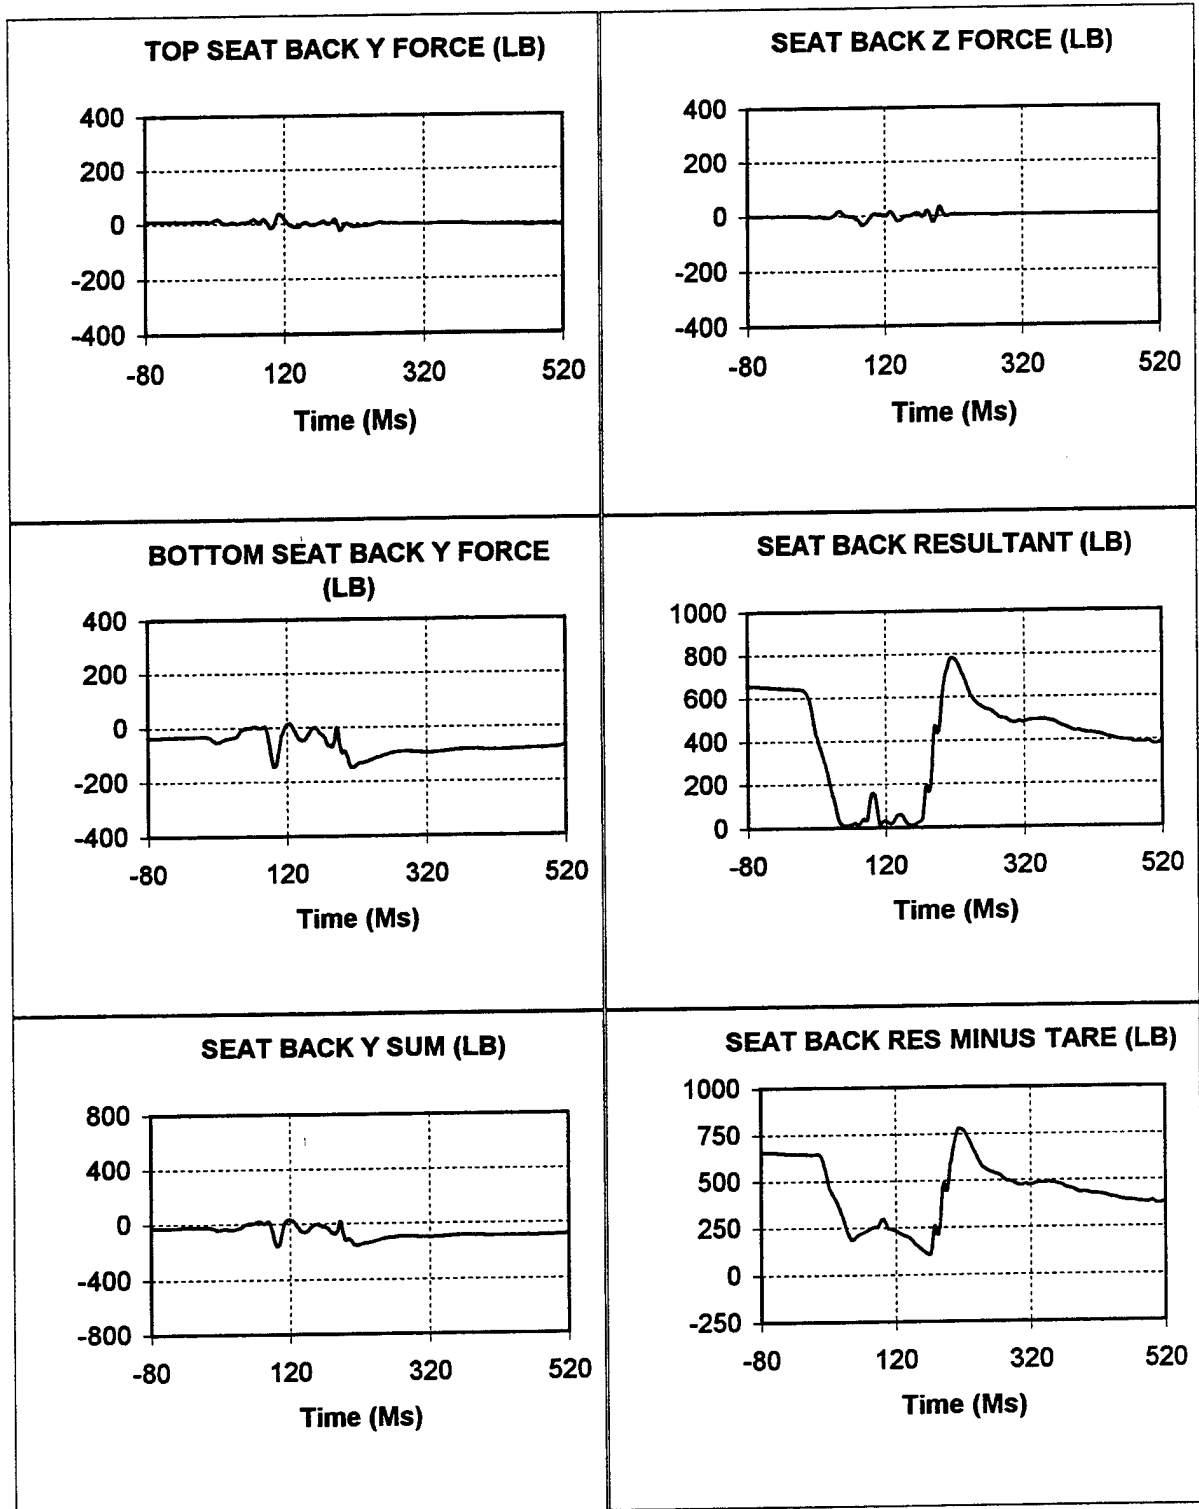 TOP SEAT BACK Y FORCE (LB)
400
200
0
-200
-400
-80 120 320 520
Time (Ms)
SEAT BACK Z FORCE (LB)
400
200
0
-200
-400
-80 120 320 520
Time (Ms)
BOTTOM SEAT BACK Y FORCE
(LB)
400
200
0
-200
-400
-80 120 320 520
Time (Ms)
SEAT BACK RESULTANT (LB)
1000
800
600
400
200
0
-80 120 320 520
Time (Ms)
SEAT BACK Y SUM (LB)
800
400
0
-400
-800
-80 120 320 520
Time (Ms)
SEAT BACK RES MINUS TARE (LB)
1000
750
500
250
0
-250
-80 120 320 520
Time (Ms)